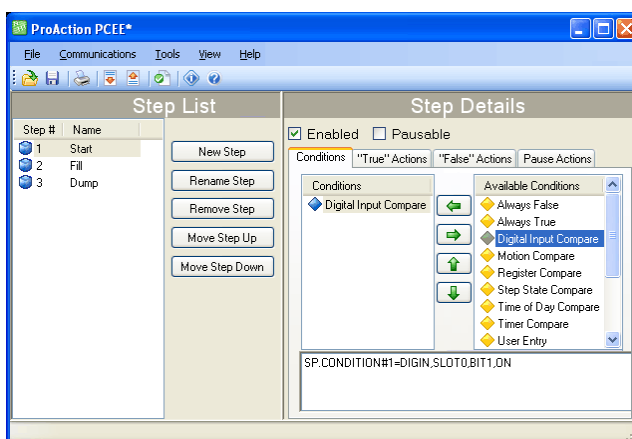 ProAction PCEE*
File Communications Tools View Help
Step List
Step Details
Step # Name
1 Start
2 Fill
3 Dump
New Step
Rename Step
Remove Step
Move Step Up
Move Step Down
Enabled Pausable
Conditions "True" Actions "False" Actions Pause Actions
Conditions
Digital Input Compare
Available Conditions
Always False
Always True
Digital Input Compare
Motion Compare
Register Compare
Step State Compare
Time of Day Compare
Timer Compare
User Entry
SP.CONDITION#1=DIGIN,SLOT0,BIT1,ON